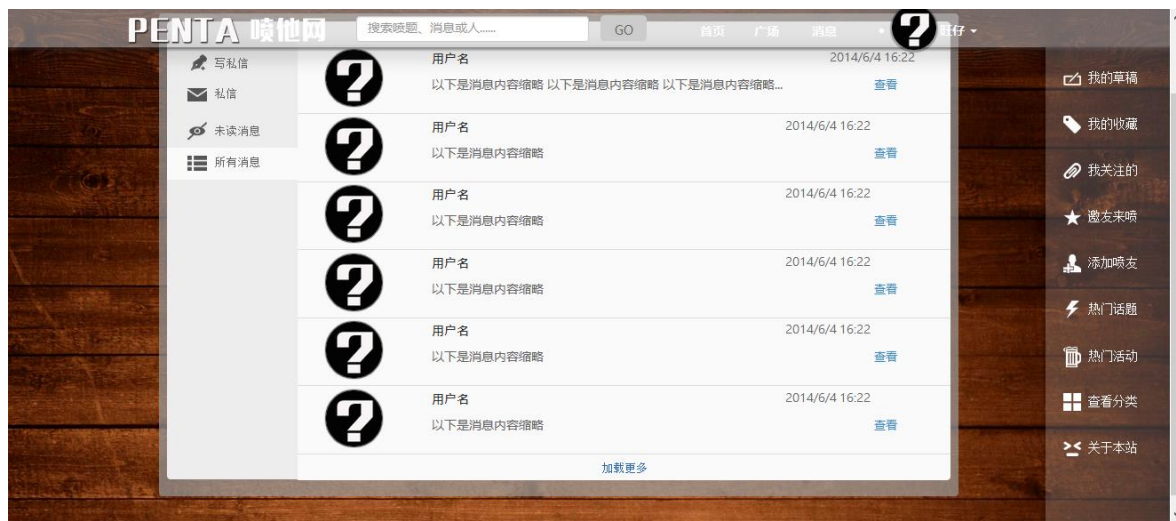 PENTA 喷他网
搜索喷题、消息或人......
GO
首页 广场 消息
旺仔
写私信
私信
未读消息
所有消息
用户名 2014/6/4 16:22
以下是消息内容缩略 以下是消息内容缩略 以下是消息内容缩略... 查看
用户名 2014/6/4 16:22
以下是消息内容缩略 查看
用户名 2014/6/4 16:22
以下是消息内容缩略 查看
用户名 2014/6/4 16:22
以下是消息内容缩略 查看
用户名 2014/6/4 16:22
以下是消息内容缩略 查看
用户名 2014/6/4 16:22
以下是消息内容缩略 查看
加载更多
我的草稿
我的收藏
我关注的
邀友来喷
添加喷友
热门话题
热门活动
查看分类
关于本站